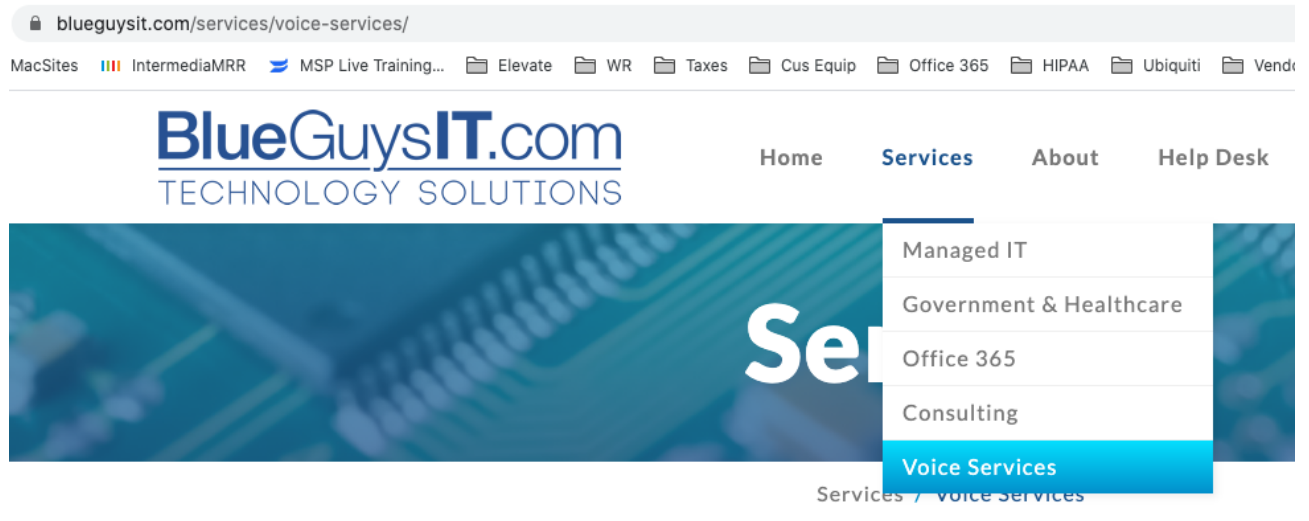 blueguysit.com/services/voice-services/
MacSites IntermediaMRR MSP Live Training... Elevate WR Taxes Cus Equip Office 365 HIPAA Ubiquiti Vend
BlueGuysIT.com
TECHNOLOGY SOLUTIONS
Home Services About Help Desk
Managed IT
Government & Healthcare
Ser
Office 365
Consulting
Voice Services
Services / Voice Services